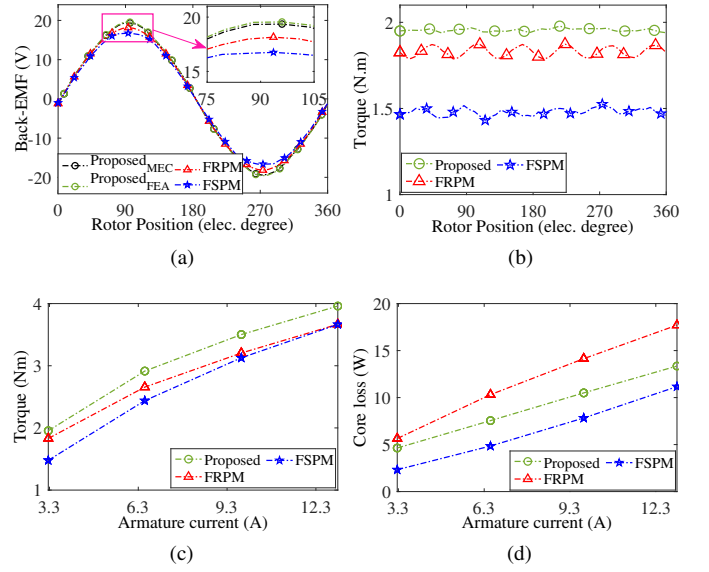 20
10
0
-10
-20
Back-EMF (V)
20
15
75
90
105
Proposed MEC
FRPM
Proposed FEA
FSPM
0
90
180
270
360
Rotor Position (elec. degree)
(a)
2
1.5
1
Torque (N.m)
Proposed
FSPM
FRPM
0
90
180
270
360
Rotor Position (elec. degree)
(b)
4
3
2
1
Torque (Nm)
Proposed
FSPM
FRPM
3.3
6.3
9.3
12.3
Armature current (A)
(c)
20
15
10
5
0
Core loss (W)
Proposed
FSPM
FRPM
3.3
6.3
9.3
12.3
Armature current (A)
(d)